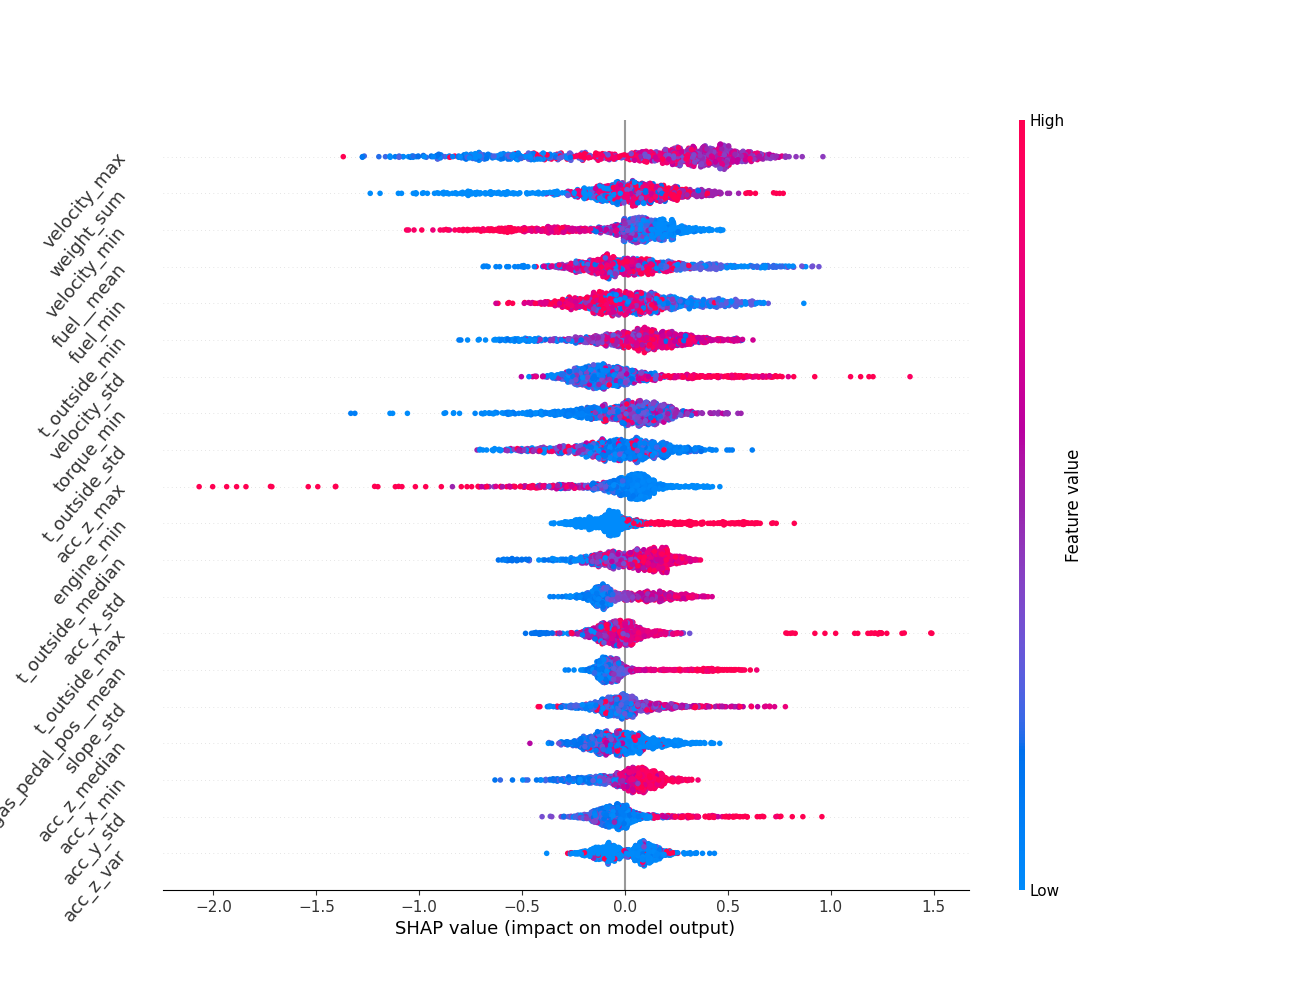 High
velocity_max
weight_sum
velocity_min
fuel__mean
fuel_min
t_outside_min
velocity_std
torque_min
t_outside_std
acc_z_max
engine_min
t_outside_median
acc_x_std
t_outside_max
gas_pedal_pos__mean
slope_std
acc_z_median
acc_x_min
acc_y_std
acc_z_var
Feature value
Low
−2.0 −1.5 −1.0 −0.5 0.0 0.5 1.0 1.5
SHAP value (impact on model output)